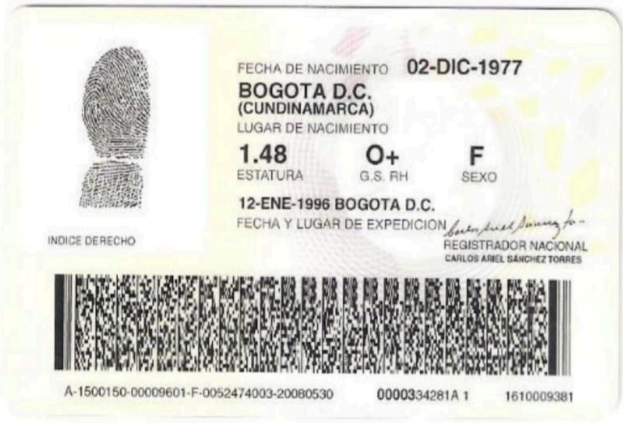 FECHA DE NACIMIENTO 02-DIC-1977
BOGOTA D.C.
(CUNDINAMARCA)
LUGAR DE NACIMIENTO
1.48 O+ F
ESTATURA G.S. RH SEXO
12-ENE-1996 BOGOTA D.C.
FECHA Y LUGAR DE EXPEDICION
INDICE DERECHO
REGISTRADOR NACIONAL
CARLOS ARIEL SÁNCHEZ TORRES
A-1500150-00009601-F-0052474003-20080530 0000334281A 1 1610009381